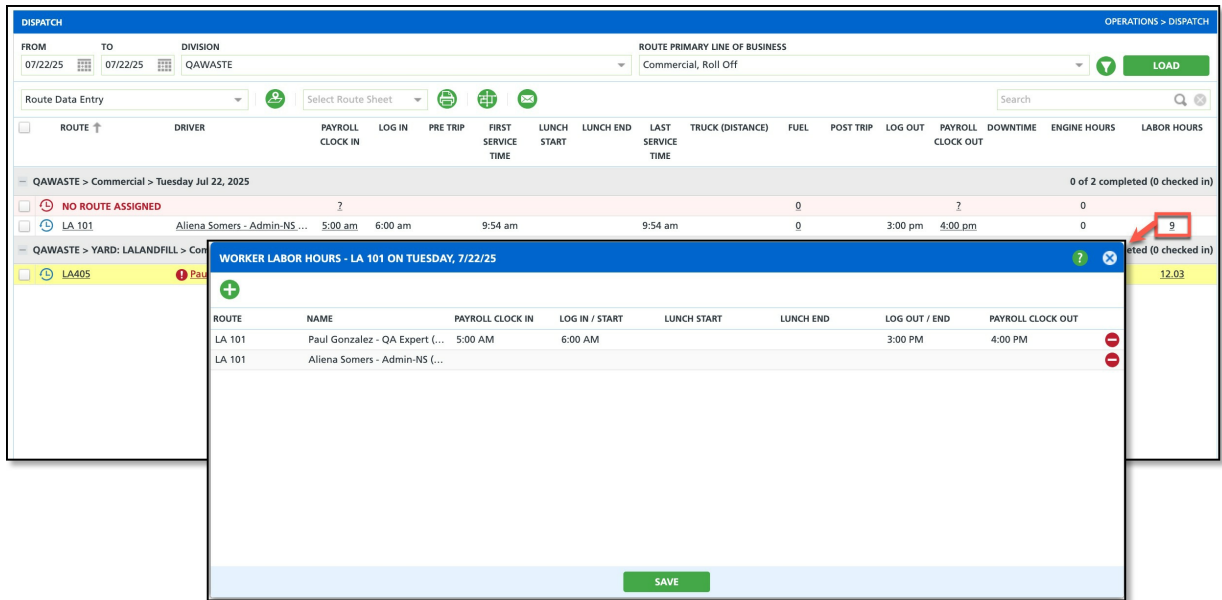 DISPATCH OPERATIONS > DISPATCH
FROM TO DIVISION ROUTE PRIMARY LINE OF BUSINESS
07/22/25 07/22/25 QAWASTE Commercial, Roll Off LOAD
Route Data Entry Select Route Sheet Search
ROUTE DRIVER PAYROLL CLOCK IN LOG IN PRE TRIP FIRST SERVICE TIME LUNCH START LUNCH END LAST SERVICE TIME TRUCK (DISTANCE) FUEL POST TRIP LOG OUT PAYROLL CLOCK OUT DOWNTIME ENGINE HOURS LABOR HOURS
QAWASTE > Commercial > Tuesday Jul 22, 2025 0 of 2 completed (0 checked in)
NO ROUTE ASSIGNED ? 0 ? 0
LA 101 Aliena Somers - Admin-NS ... 5:00 am 6:00 am 9:54 am 9:54 am 0 3:00 pm 4:00 pm 0 9
QAWASTE > YARD: LALANDFILL > Com eted (0 checked in)
LA405 Pau 12.03
WORKER LABOR HOURS - LA 101 ON TUESDAY, 7/22/25 ?
ROUTE NAME PAYROLL CLOCK IN LOG IN / START LUNCH START LUNCH END LOG OUT / END PAYROLL CLOCK OUT
LA 101 Paul Gonzalez - QA Expert (... 5:00 AM 6:00 AM 3:00 PM 4:00 PM
LA 101 Aliena Somers - Admin-NS (...
SAVE